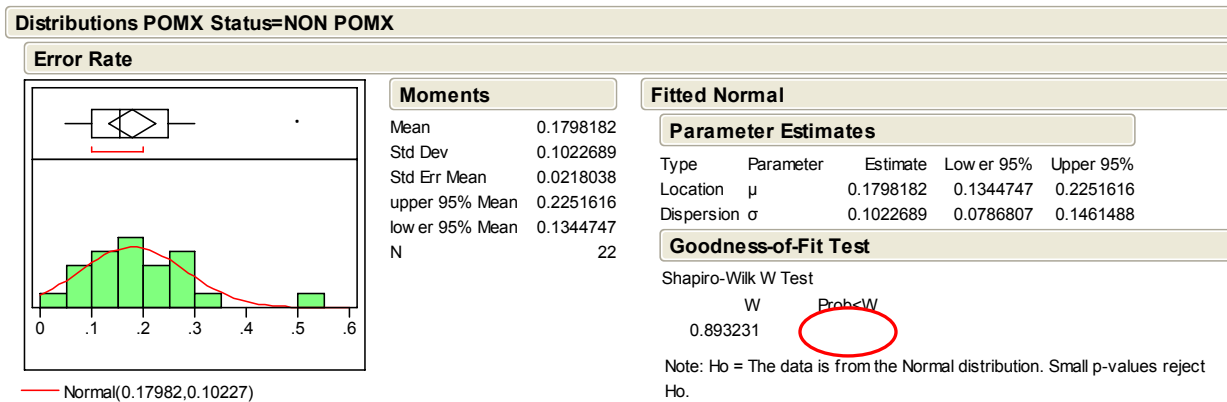 Distributions POMX Status=NON POMX
Error Rate
0 .1 .2 .3 .4 .5 .6
Normal(0.17982,0.10227)
Moments
Mean 0.1798182
Std Dev 0.1022689
Std Err Mean 0.0218038
upper 95% Mean 0.2251616
low er 95% Mean 0.1344747
N 22
Fitted Normal
Parameter Estimates
Type Parameter Estimate Low er 95% Upper 95%
Location μ 0.1798182 0.1344747 0.2251616
Dispersion σ 0.1022689 0.0786807 0.1461488
Goodness-of-Fit Test
Shapiro-Wilk W Test
W Prob<W
0.893231
Note: Ho = The data is from the Normal distribution. Small p-values reject
Ho.